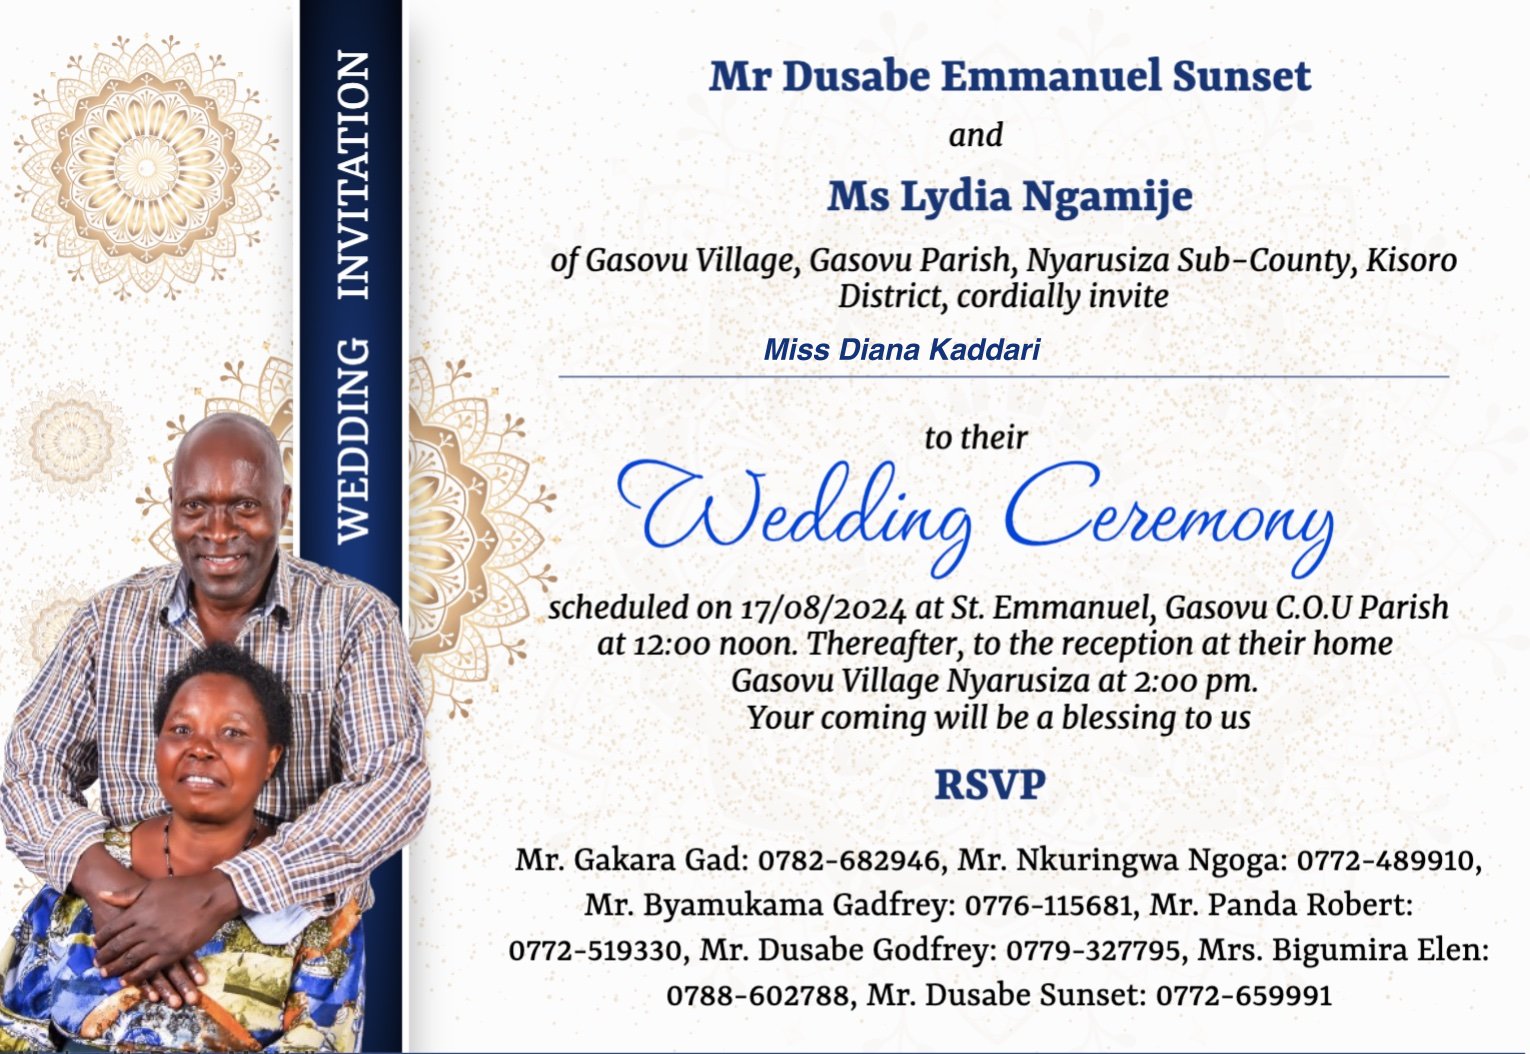 WEDDING INVITATION
Mr Dusabe Emmanuel Sunset
and
Ms Lydia Ngamije
of Gasovu Village, Gasovu Parish, Nyarusiza Sub-County, Kisoro
District, cordially invite
Miss Diana Kaddari
to their
Wedding Ceremony
scheduled on 17/08/2024 at St. Emmanuel, Gasovu C.O.U Parish
at 12:00 noon. Thereafter, to the reception at their home
Gasovu Village Nyarusiza at 2:00 pm.
Your coming will be a blessing to us
RSVP
Mr. Gakara Gad: 0782-682946, Mr. Nkuringwa Ngoga: 0772-489910,
Mr. Byamukama Gadfrey: 0776-115681, Mr. Panda Robert:
0772-519330, Mr. Dusabe Godfrey: 0779-327795, Mrs. Bigumira Elen:
0788-602788, Mr. Dusabe Sunset: 0772-659991